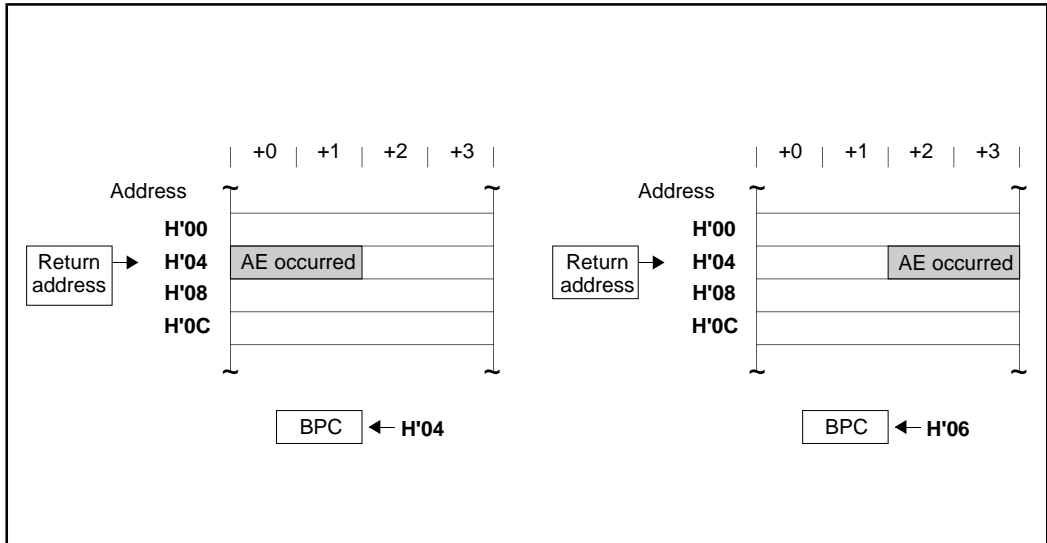 +0 +1 +2 +3
Address
H'00
Return address
H'04 AE occurred
H'08
H'0C
BPC H'04
+0 +1 +2 +3
Address
H'00
Return address
H'04 AE occurred
H'08
H'0C
BPC H'06